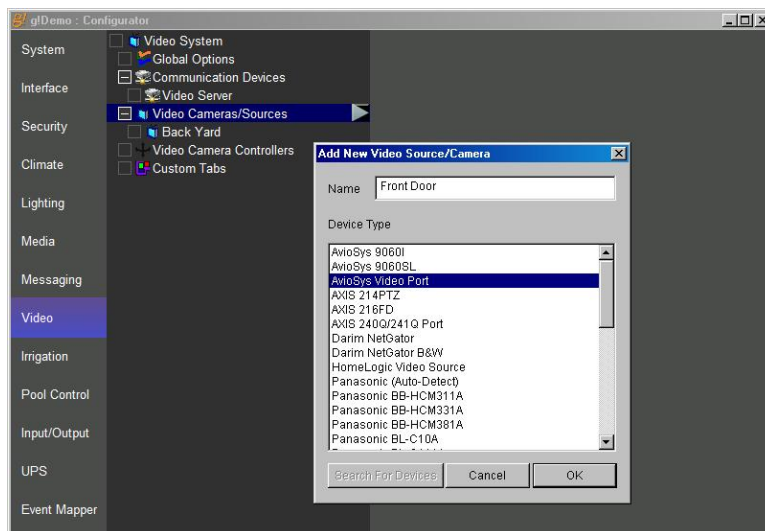 g!Demo : Configurator
System
Interface
Security
Climate
Lighting
Media
Messaging
Video
Irrigation
Pool Control
Input/Output
UPS
Event Mapper
Video System
Global Options
Communication Devices
Video Server
Video Cameras/Sources
Back Yard
Video Camera Controllers
Custom Tabs
Add New Video Source/Camera
Name Front Door
Device Type
AvioSys 9060I
AvioSys 9060SL
AvioSys Video Port
AXIS 214PTZ
AXIS 216FD
AXIS 240Q/241Q Port
Darim NetGator
Darim NetGator B&W
HomeLogic Video Source
Panasonic (Auto-Detect)
Panasonic BB-HCM311A
Panasonic BB-HCM331A
Panasonic BB-HCM381A
Panasonic BL-C10A
Search For Devices Cancel OK